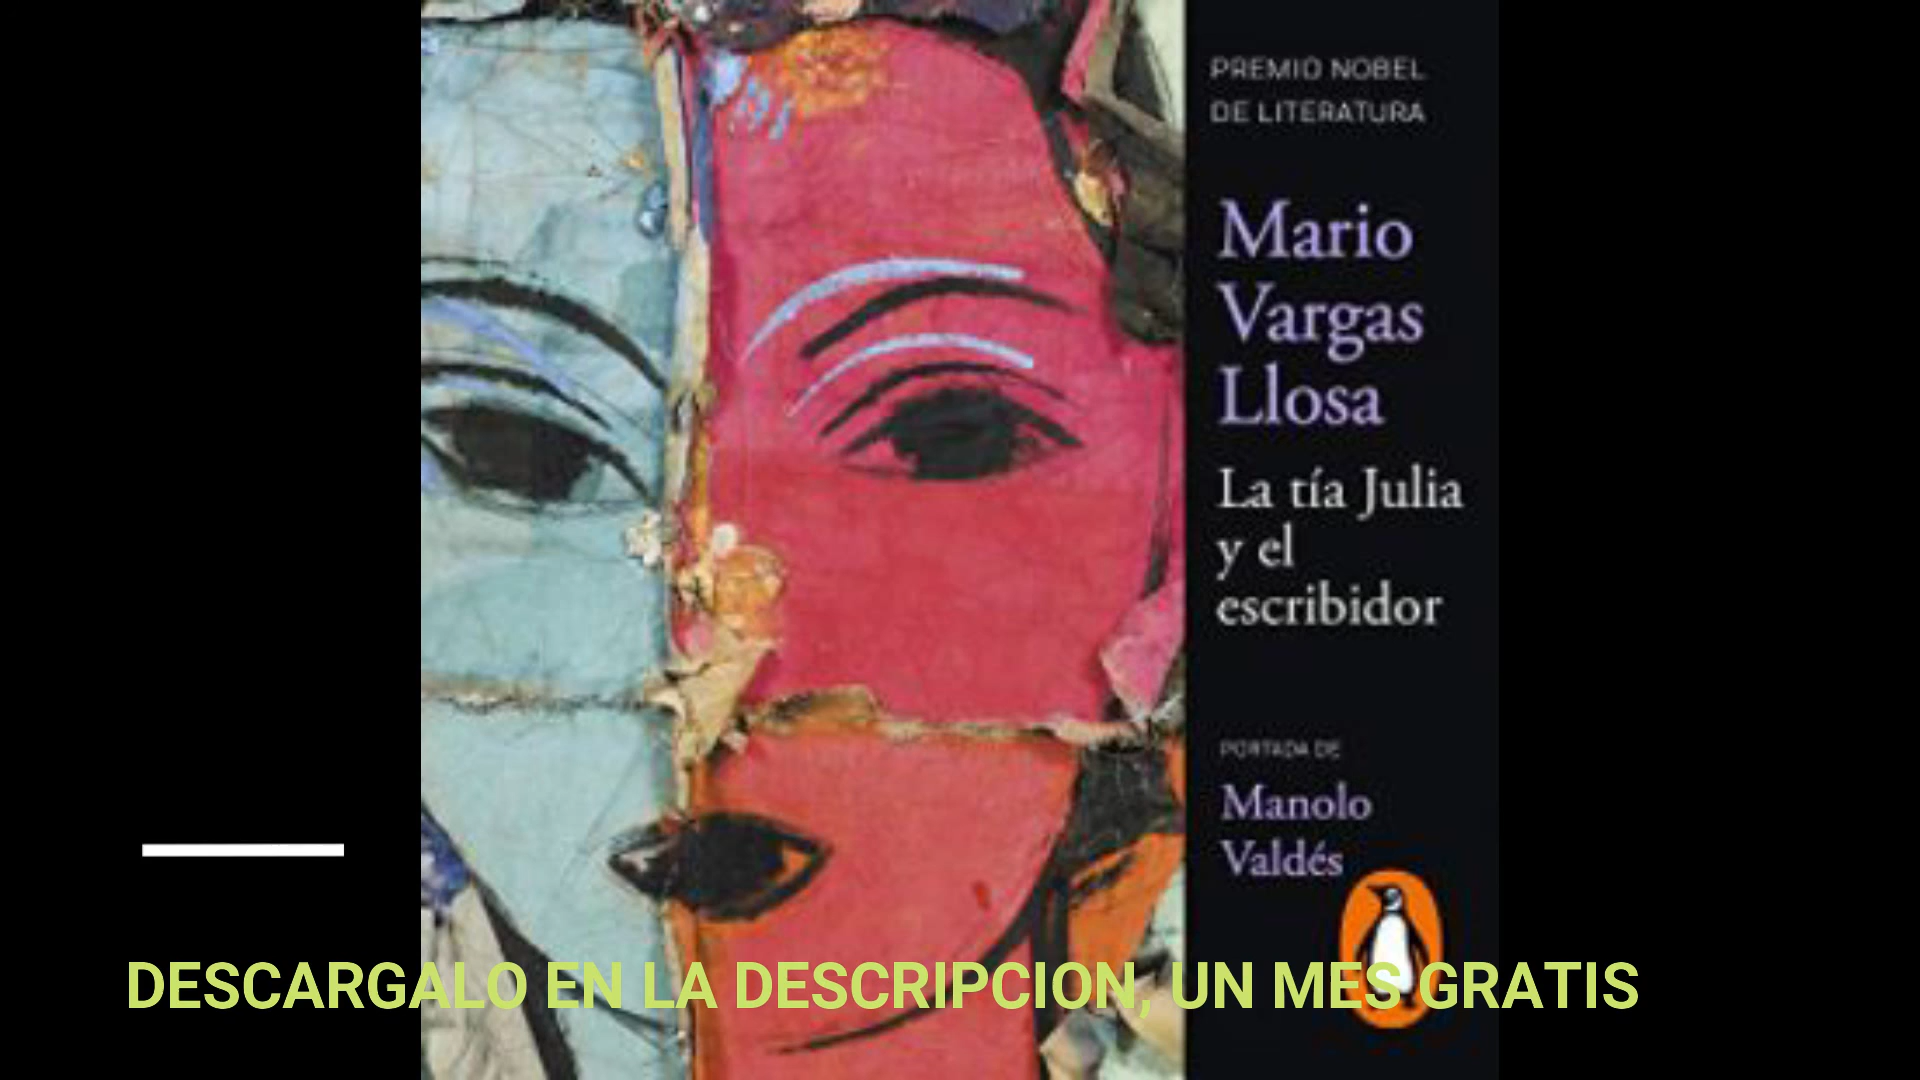 PREMIO NOBEL
DE LITERATURA
Mario
Vargas
Llosa
La tía Julia
y el
escribidor
PORTADA DE
Manolo
Valdés
DESCARGALO EN LA DESCRIPCION, UN MES GRATIS